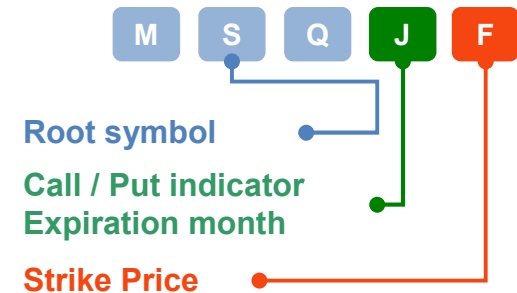 M S Q J F
Root symbol
Call / Put indicator
Expiration month
Strike Price